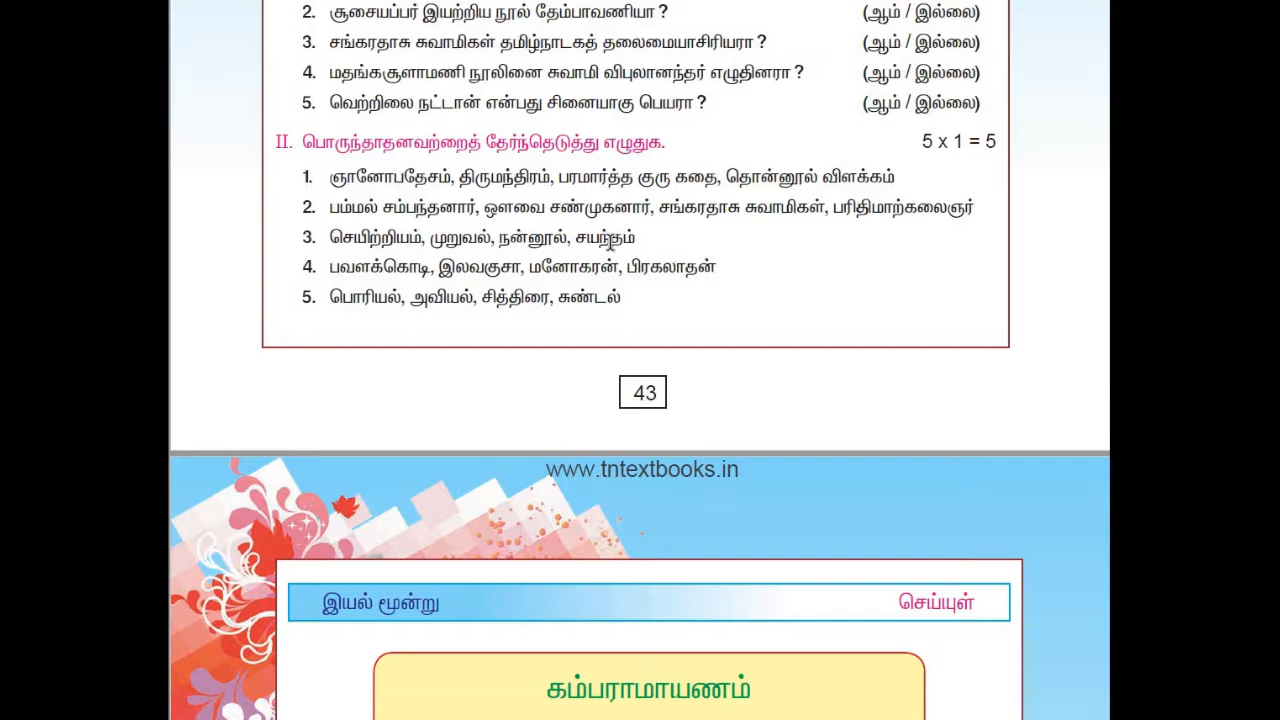 2. சூசையப்பர் இயற்றிய நூல் தேம்பாவணியா ? (ஆம் / இல்லை)
3. சங்கரதாசு சுவாமிகள் தமிழ்நாடகத் தலைமையாசிரியரா ? (ஆம் / இல்லை)
4. மதங்கசூளாமணி நூலினை சுவாமி விபுலானந்தர் எழுதினரா ? (ஆம் / இல்லை)
5. வெற்றிலை நட்டான் என்பது சினையாகு பெயரா ? (ஆம் / இல்லை)
II. பொருந்தாதனவற்றைத் தேர்ந்தெடுத்து எழுதுக. 5 x 1 = 5
1. ஞானோபதேசம், திருமந்திரம், பரமார்த்த குரு கதை, தொன்னூல் விளக்கம்
2. பம்மல் சம்பந்தனார், ஔவை சண்முகனார், சங்கரதாசு சுவாமிகள், பரிதிமாற்கலைஞர்
3. செயிற்றியம், முறுவல், நன்னூல், சயந்தம்
4. பவளக்கொடி, இலவகுசா, மனோகரன், பிரகலாதன்
5. பொரியல், அவியல், சித்திரை, சுண்டல்
43
www.tntextbooks.in
இயல் மூன்று செய்யுள்
கம்பராமாயணம்